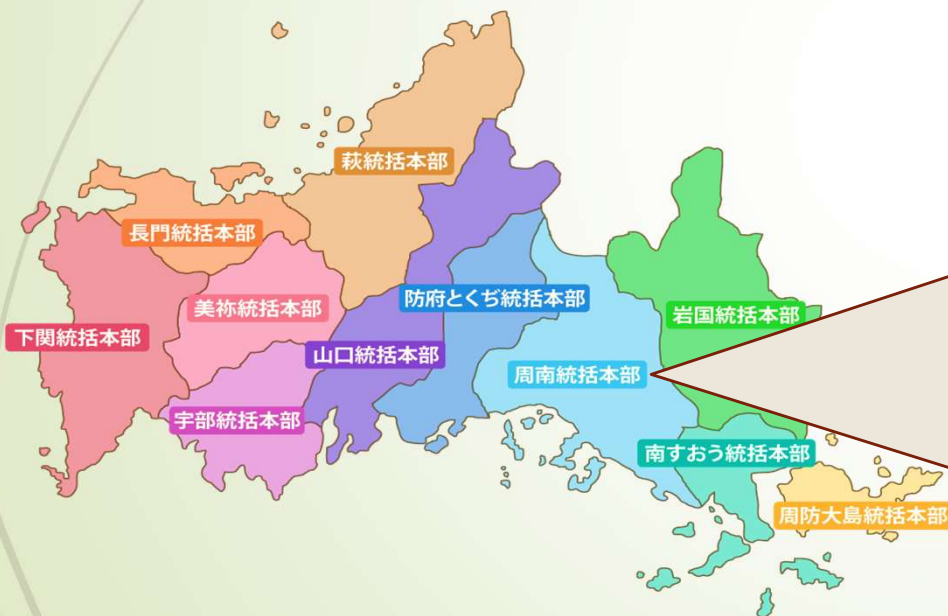 萩統括本部
長門統括本部
美祢統括本部
防府とくぢ統括本部
岩国統括本部
下関統括本部
山口統括本部
周南統括本部
宇部統括本部
南すおう統括本部
周防大島統括本部